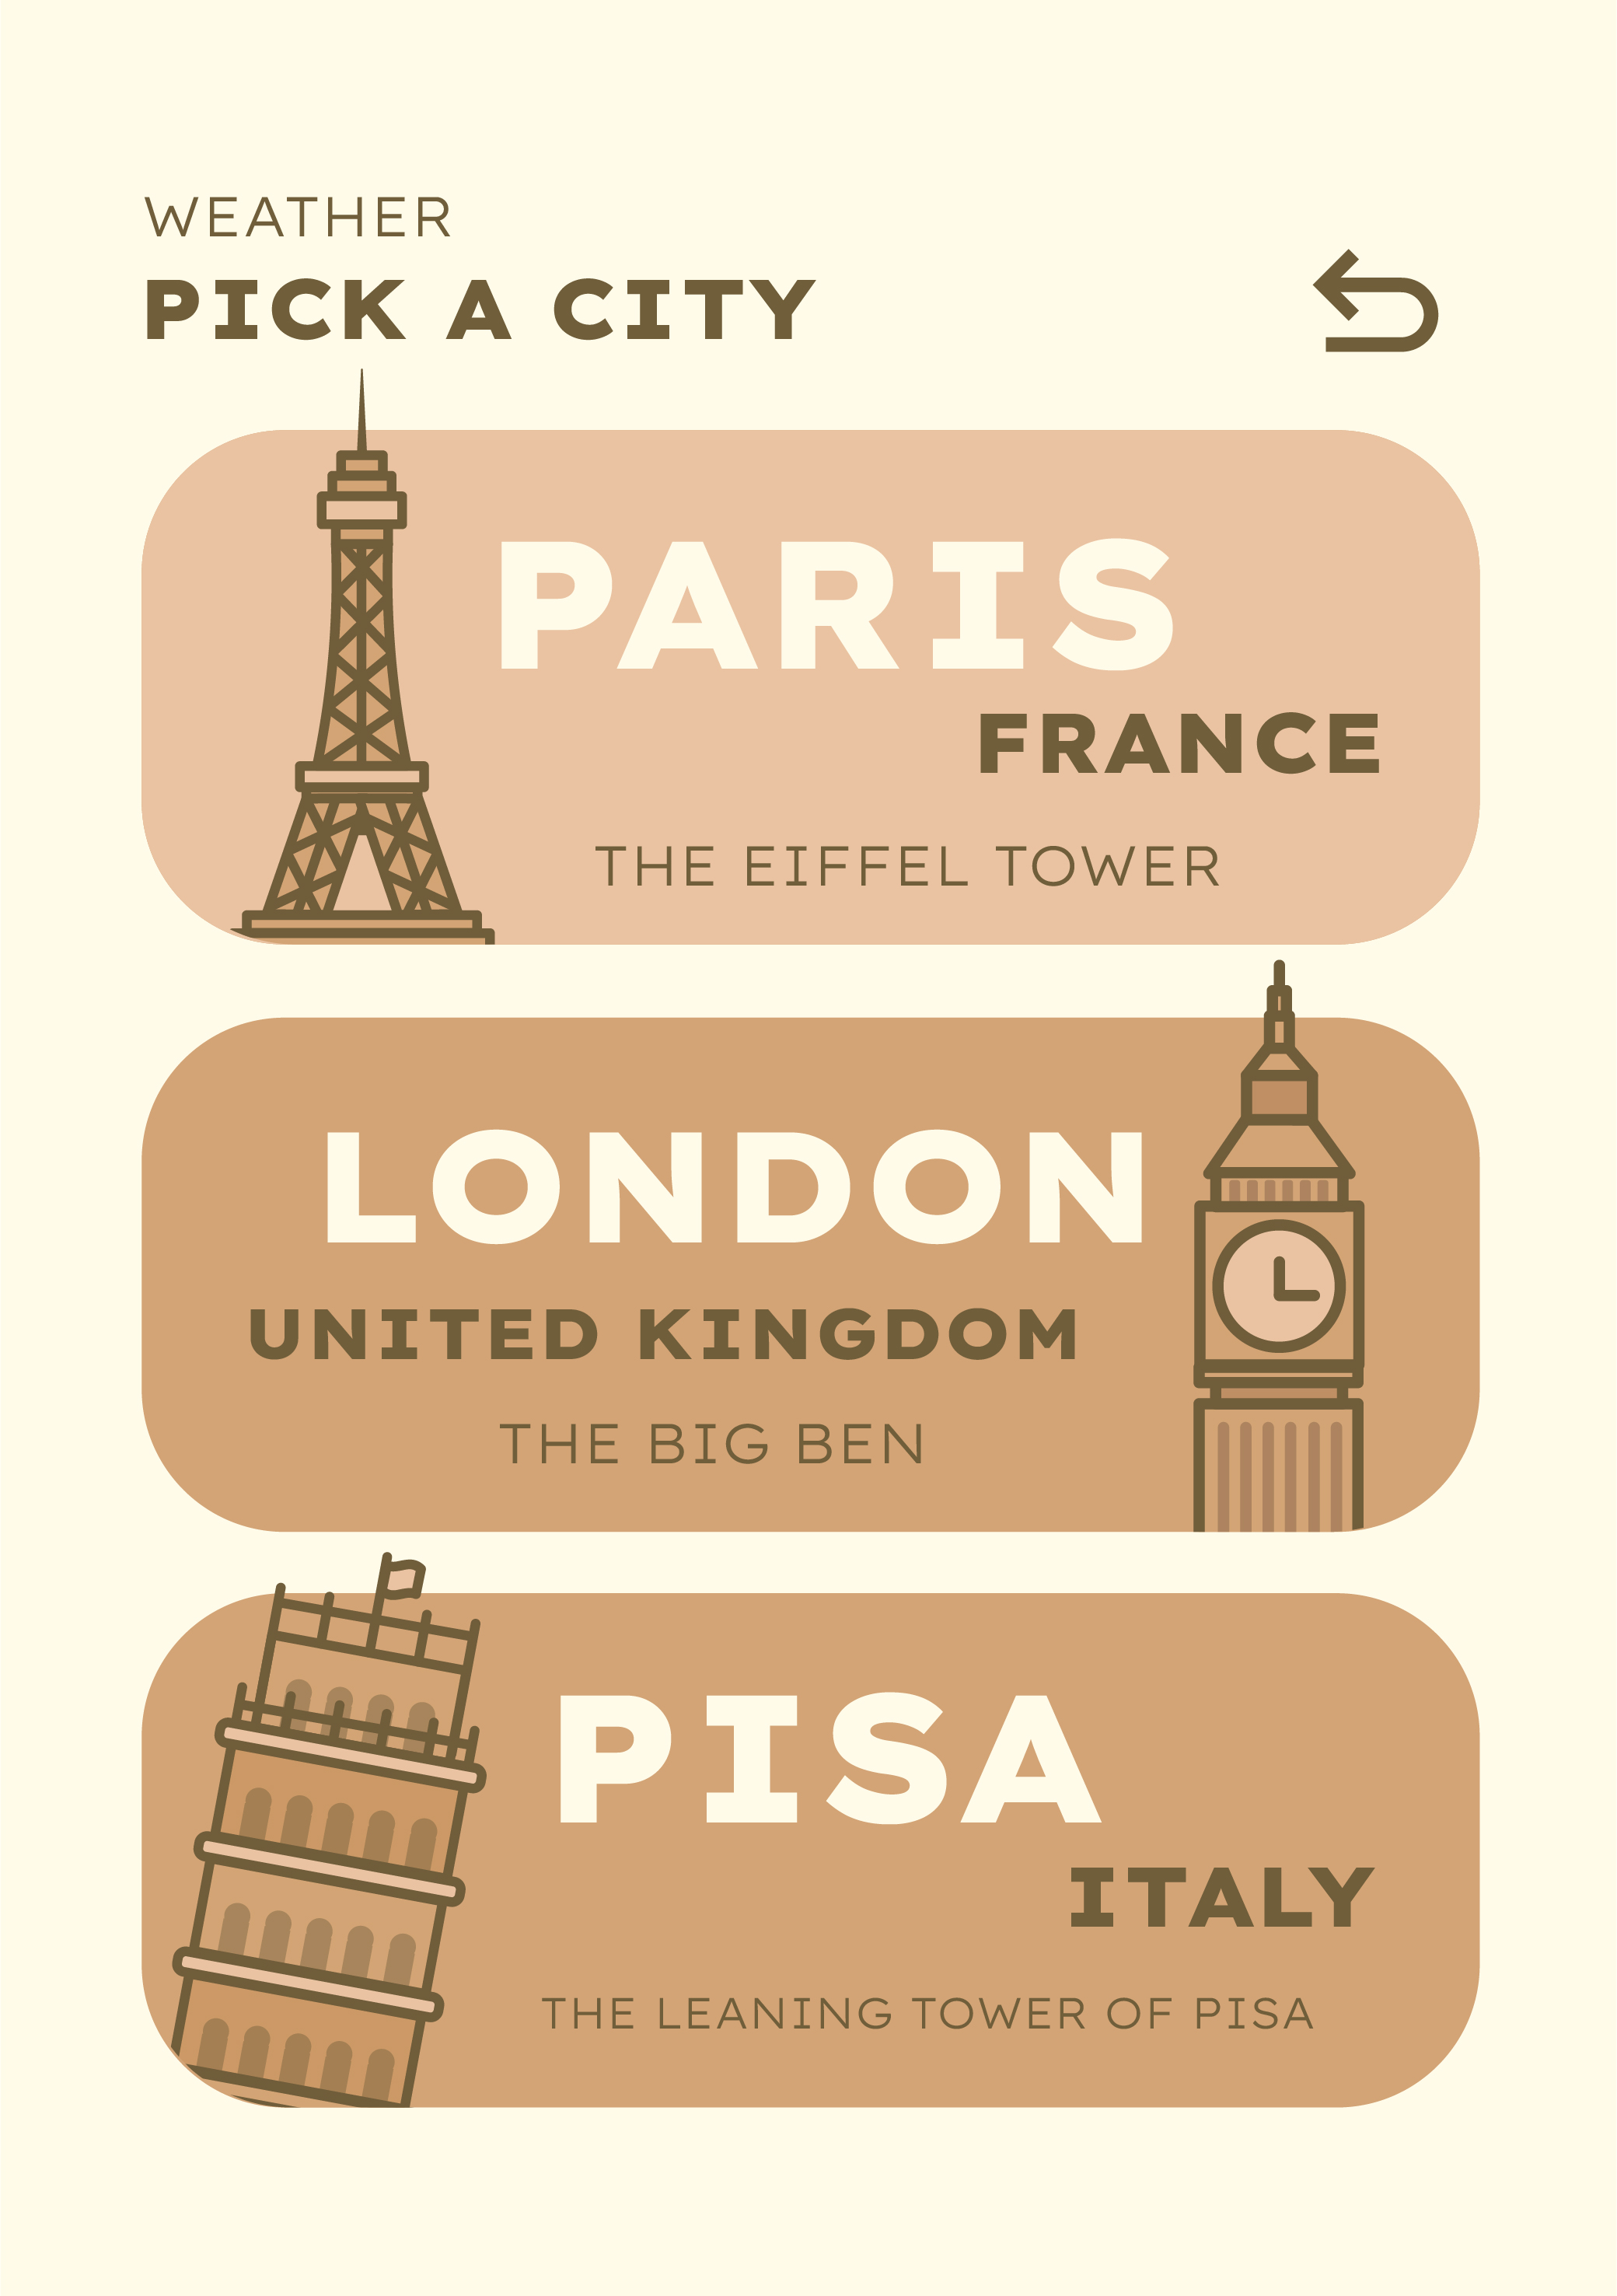 WEATHER
PICK A CITY
PARIS
FRANCE
THE EIFFEL TOWER
LONDON
UNITED KINGDOM
THE BIG BEN
PISA
ITALY
THE LEANING TOWER OF PISA